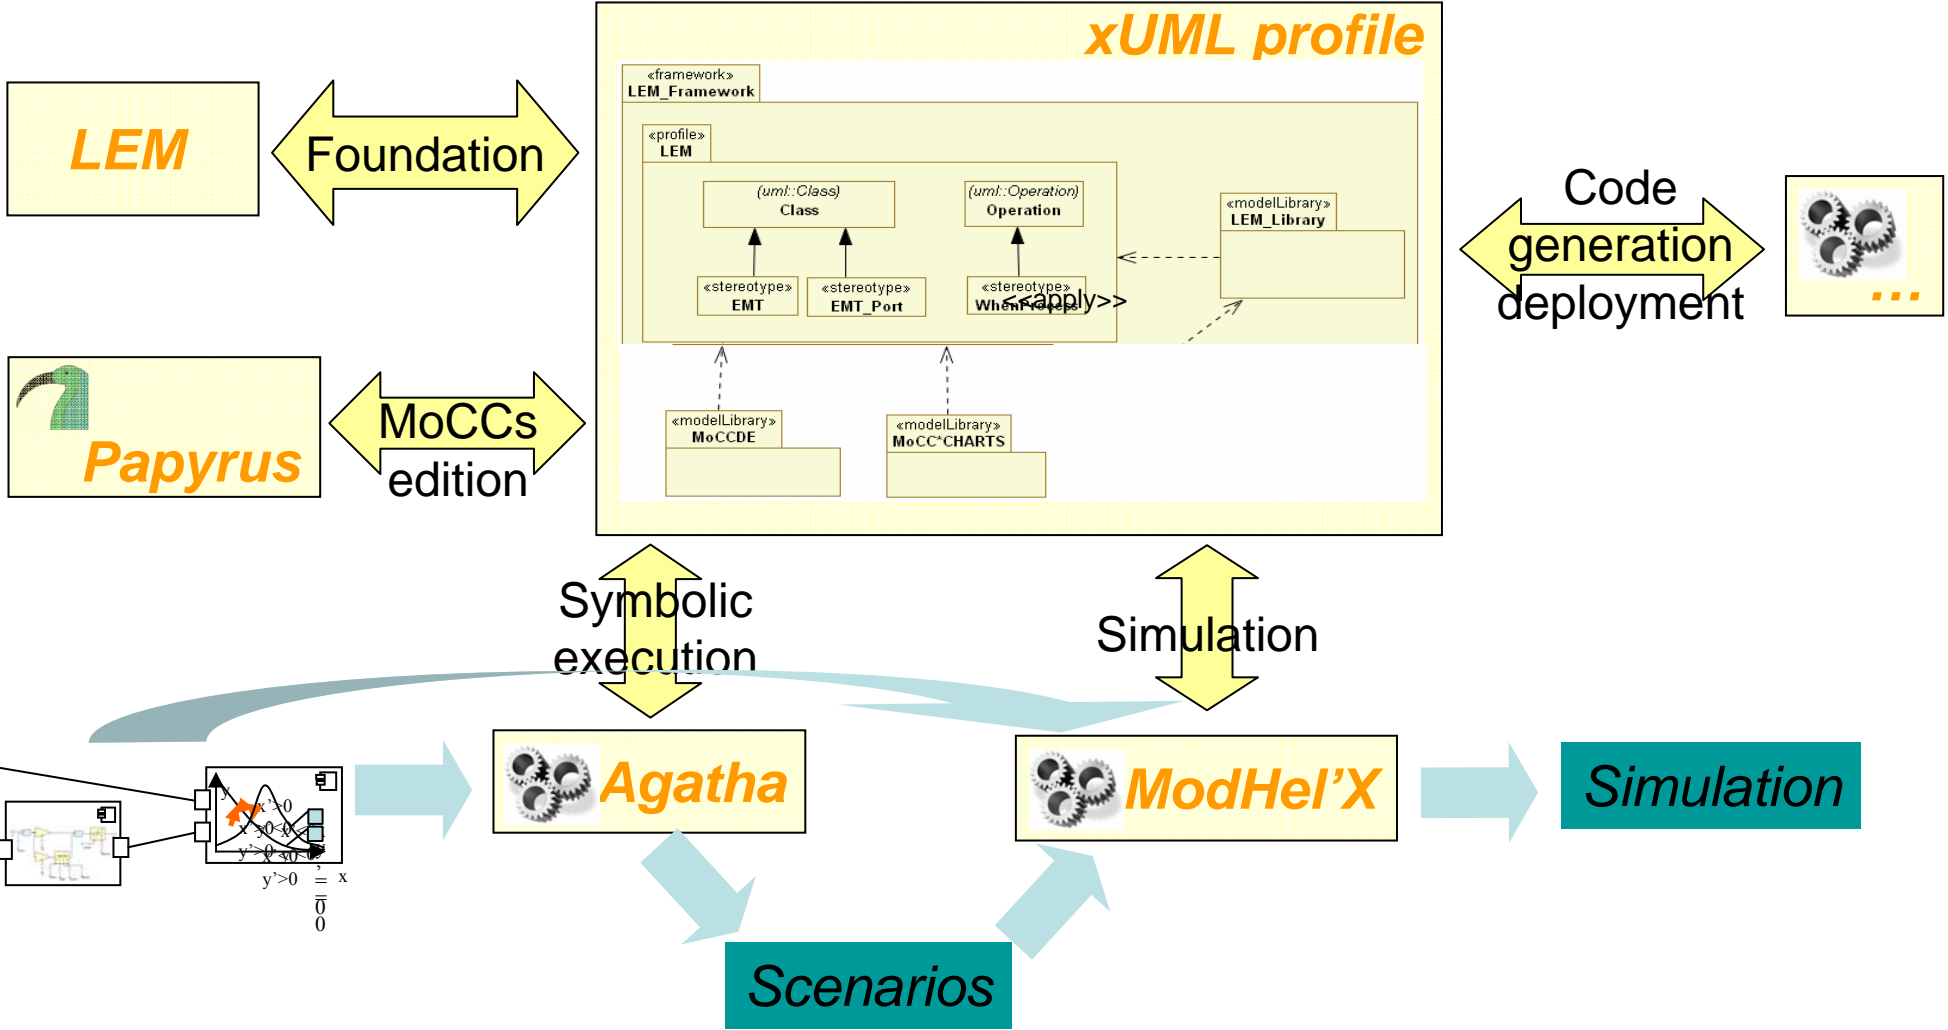 xUML profile
«framework»
LEM_Framework
«profile»
LEM
(uml::Class)
Class
(uml::Operation)
Operation
«stereotype»
EMT
«stereotype»
EMT_Port
«stereotype»
WhenProcess
<<apply>>
«modelLibrary»
LEM_Library
«modelLibrary»
MoCCDE
«modelLibrary»
MoCC*CHARTS
LEM
Foundation
Papyrus
MoCCs
edition
Code
generation
deployment
...
Symbolic
execution
Simulation
Agatha
ModHel’X
Simulation
Scenarios
y
x’>0
y’>0
x